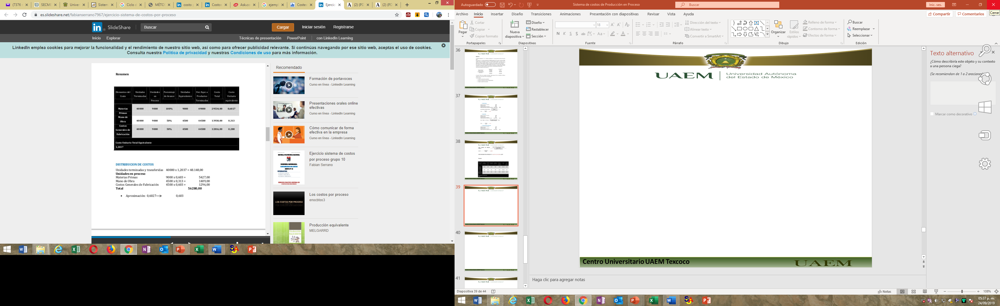 (7376
SECME
Univer
Sistem
Ciclo d
MÉTO
costo
Costos
Ask.co
ejempl
Costeo
Ejercic
(2) (PD
(2) (PD
es.slideshare.net/fabianserrano7967/ejercicio-sistema-de-costos-por-proceso
SlideShare
Buscar
Cargar
Iniciar sesión
Registrarse
Inicio
Explorar
Técnicas de presentación
PowerPoint
con LinkedIn Learning
LinkedIn emplea cookies para mejorar la funcionalidad y el rendimiento de nuestro sitio web, así como para ofrecer publicidad relevante. Si continúas navegando por ese sitio web, aceptas el uso de cookies.
Consulta nuestra Política de privacidad y nuestras Condiciones de uso para más información.
Resumen
Elementos del Costo
Unidades Terminadas
Unidades en Proceso
Porcentaje de Avance
Unidades Equivalentes
Uni. Equi. a Productos Terminados
Costo Total
Costo Unitario equivalente
Materias Primas 40000 9000 100% 9000 49000 29534,00 0,6027
Mano de Obra 40000 9000 50% 4500 44500 13930,00 0,313
Costos Generales de Fabricación 40000 9000 50% 4500 44500 12816,00 0,288
Costo Unitario Total Equivalente
1,2037
DISTRIBUCION DE COSTOS
Unidades terminadas y transferidas 40000 x 1,2037 = 48.148,00
Unidades en proceso
Materias Primas 9000 x 0,603 = 5427,00
Mano de Obra 4500 x 0,313 = 1409,00
Costos Generales de Fabricación 4500 x 0,603 = 1296,00
Total 56280,00
• Aproximación: 0,6027→ 0,603
Recomendado
Formación de portavoces
Curso en línea - LinkedIn Learning
Presentaciones orales online
efectivas
Curso en línea - LinkedIn Learning
Cómo comunicar de forma
efectiva en la empresa
Curso en línea - LinkedIn Learning
Ejercicio sistema de costos
por proceso grupo 10
Fabian Serrano
LOS COSTOS POR PROCESO
Los costos por proceso
enocbtos3
Producción equivalente
MELGARRD
Autoguardado
Sistema de costos de Producción en Proceso
Buscar
Inic. ses.
Cerrar
Archivo
Inicio
Insertar
Diseño
Transiciones
Animaciones
Presentación con diapositivas
Revisar
Vista
Ayuda
Compartir
Comentarios
Pegar
Cortar
Copiar
Copiar formato
Portapapeles
Nueva
diapositiva
Diseño
Restablecer
Sección
Diapositivas
18
N K S S ab AV Aa A
Fuente
Párrafo
Dirección del texto
Alinear texto
Convertir a SmartArt
Organizar
Estilos
rápidos
Relleno de forma
Contorno de forma
Efectos de forma
Dibujo
Buscar
Reemplazar
Seleccionar
Edición
36
37
38
39
40
41
UAEM
Universidad Autónoma
del Estado de México
Centro Universitario UAEM Texcoco
UAEM
Haga clic para agregar notas
Texto alternativo
¿Cómo describiría este objeto y su contexto
a una persona ciega?
(Se recomiendan de 1 a 2 oraciones)
Marcar como decorativo
Diapositiva 39 de 44
Notas
108%
05:37 p. m.
24/09/2019